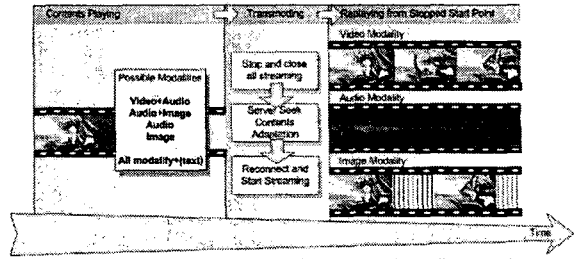 Contents Playing
Transmoding
Replaying from Stopped Start Point
Possible Modalities
Video+Audio
Audio+Image
Audio
Image
All modality+(text)
Stop and close
all streaming
Server Seek
Contents
Adaptation
Reconnect and
Start Streaming
Video Modality
Audio Modality
Image Modality
Time